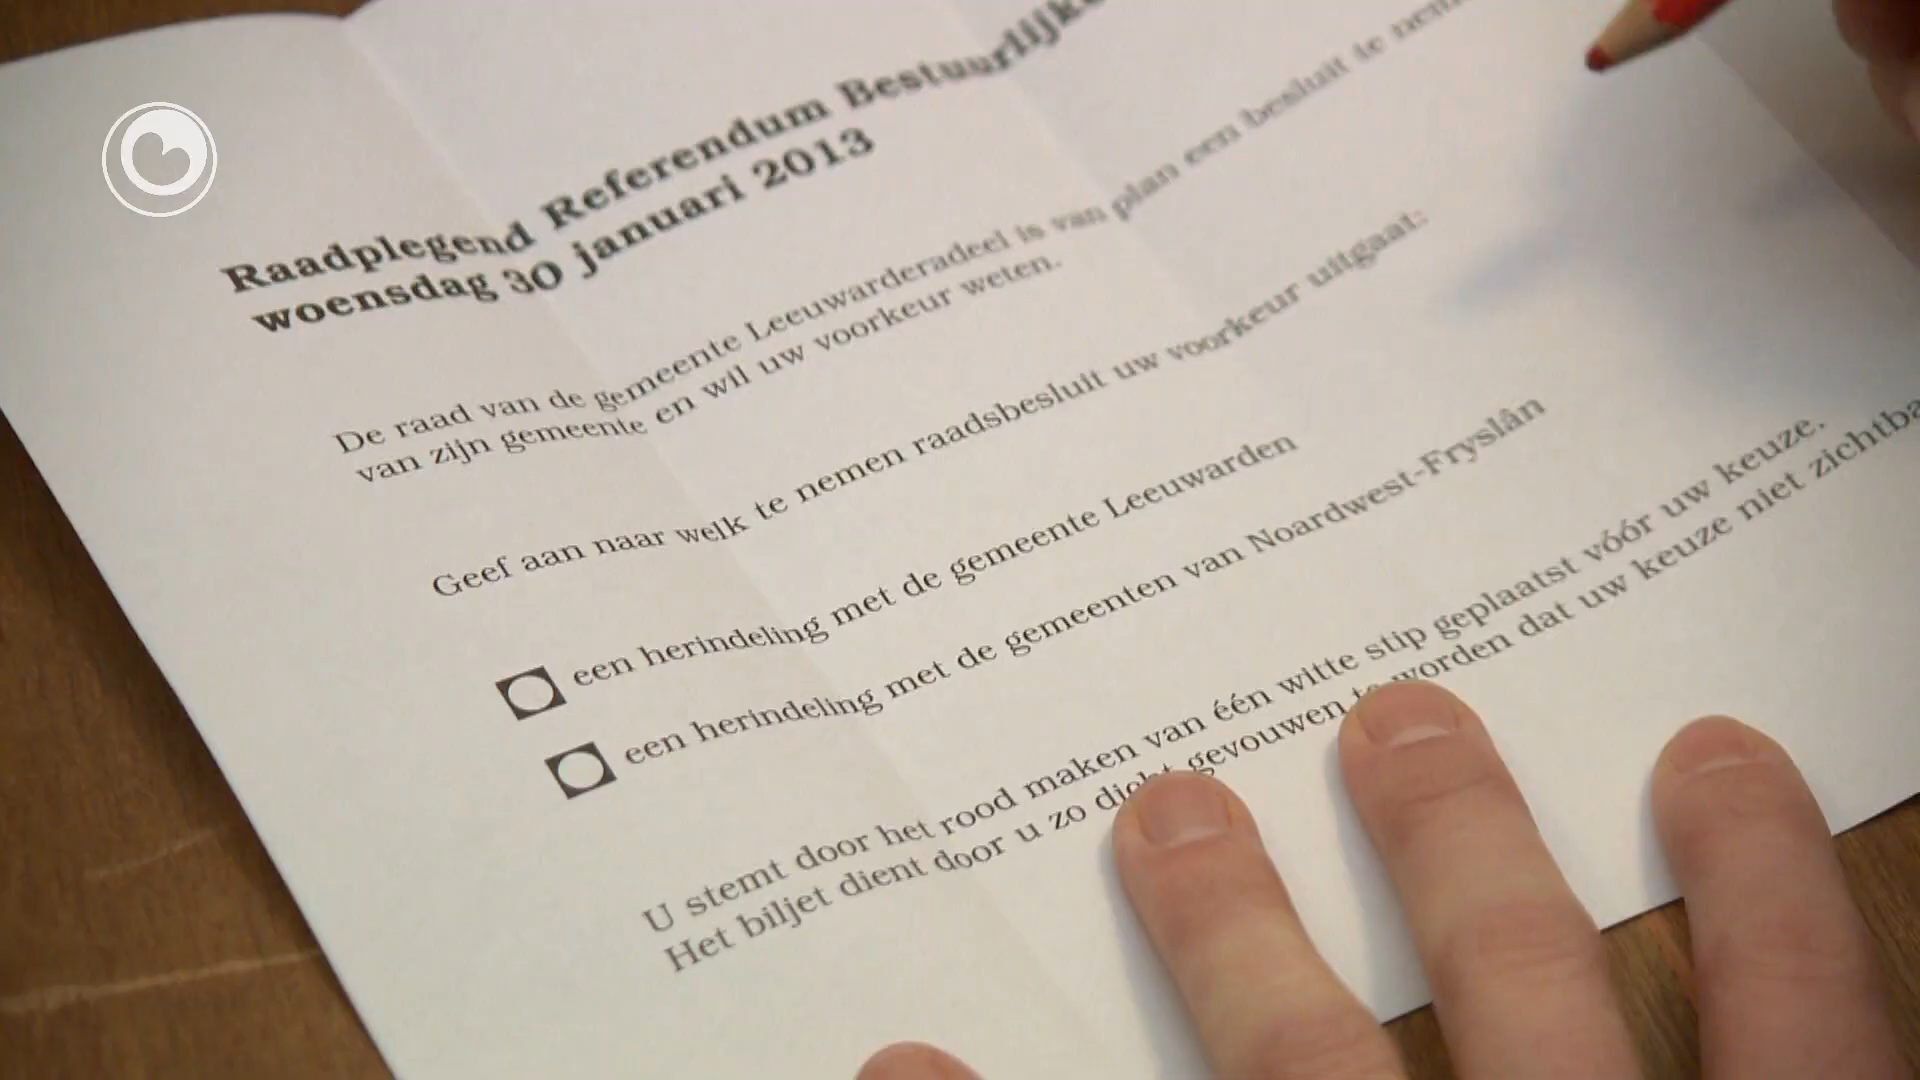 Raadplegend Referendum Bestuurlijke
woensdag 30 januari 2013
De raad van de gemeente Leeuwarderadeel is van plan een besluit te
van zijn gemeente en wil uw voorkeur weten.
Geef aan naar welk te nemen raadsbesluit uw voorkeur uitgaat:
een herindeling met de gemeente Leeuwarden
een herindeling met de gemeenten van Noardwest-Fryslân
U stemt door het rood maken van één witte stip geplaatst vóór uw keuze.
Het biljet dient door u zo dicht gevouwen te worden dat uw keuze niet